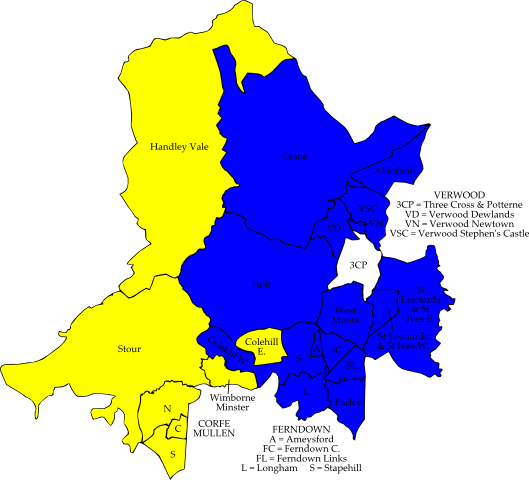 Handley Vale
Crane
Alderholt
VERWOOD
3CP = Three Cross & Potterne
VD = Verwood Dewlands
VN = Verwood Newtown
VSC = Verwood Stephen's Castle
VSC
VD
VN
3CP
Holt
St
Leonards
& St
Ives E.
West
Moors
St Leonards
& St Ives W.
Stour
Colehill W.
Colehill
E.
A
FC
S
FL
L
Parley
Wimborne
Minster
N
C
S
CORFE
MULLEN
FERNDOWN
A = Ameysford
FC = Ferndown C.
FL = Ferndown Links
L = Longham S = Stapehill